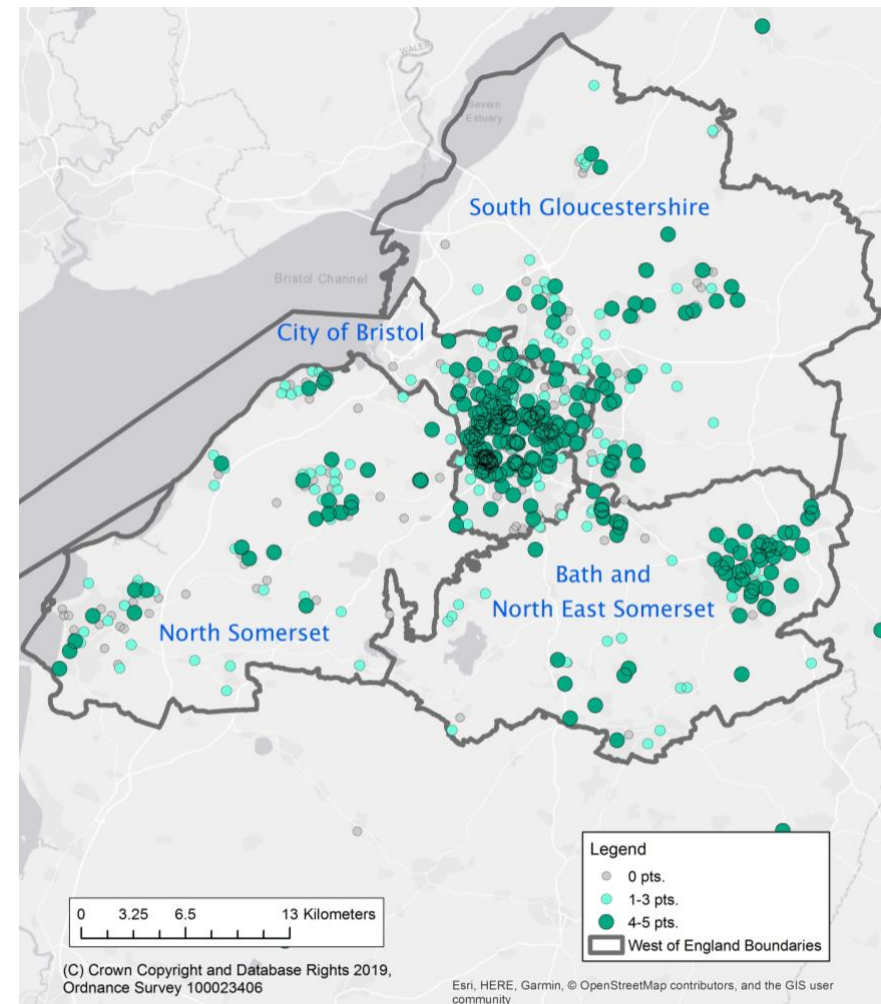 WALES
Severn
Estuary
South Gloucestershire
Bristol Channel
City of Bristol
Bath and
North East Somerset
North Somerset
Legend
0 pts.
1-3 pts.
4-5 pts.
West of England Boundaries
0 3.25 6.5 13 Kilometers
(C) Crown Copyright and Database Rights 2019,
Ordnance Survey 100023406
Esri, HERE, Garmin, © OpenStreetMap contributors, and the GIS user
community